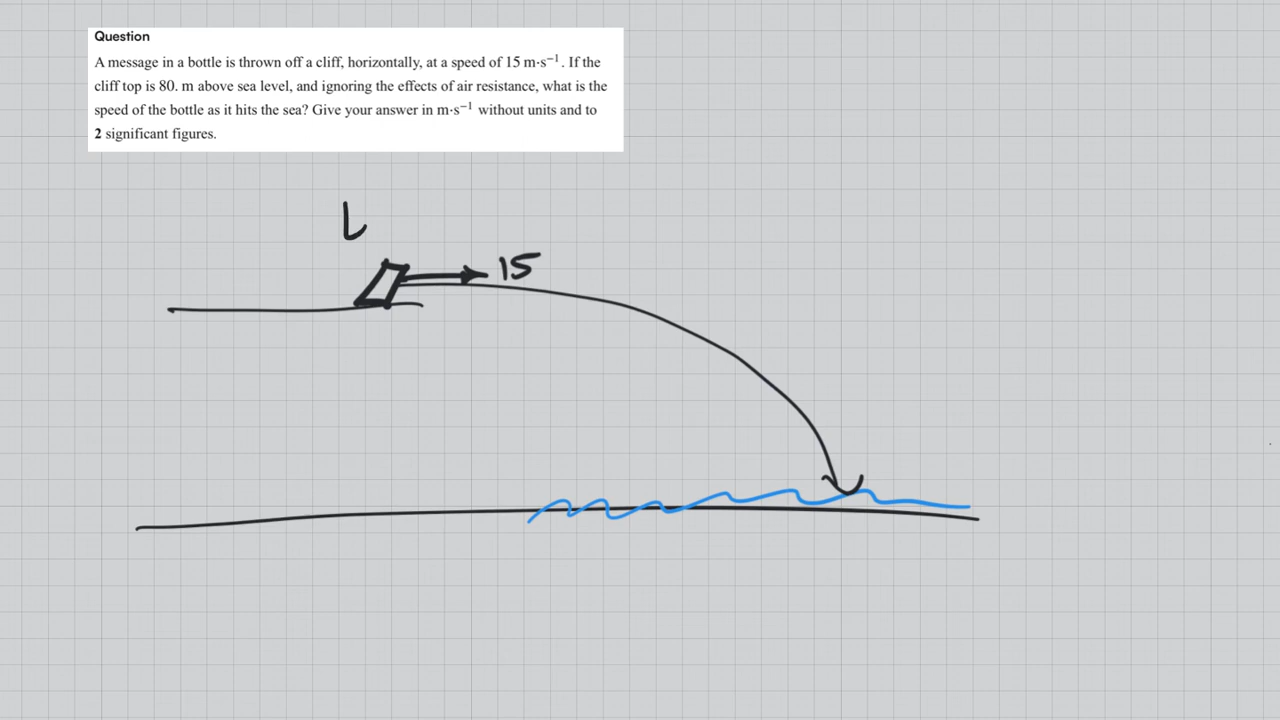 Question
A message in a bottle is thrown off a cliff, horizontally, at a speed of 15 m·s⁻¹. If the
cliff top is 80. m above sea level, and ignoring the effects of air resistance, what is the
speed of the bottle as it hits the sea? Give your answer in m·s⁻¹ without units and to
2 significant figures.
L
15